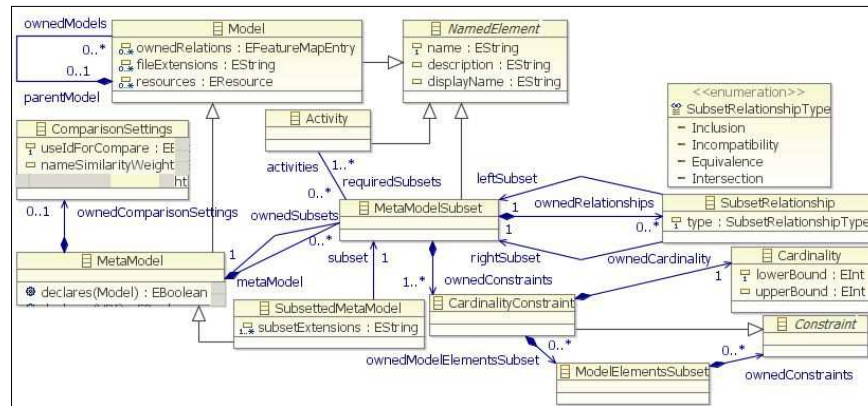 ownedModels
0..*
0..1
parentModel
Model
ownedRelations : EFeatureMapEntry
fileExtensions : EString
resources : EResource
NamedElement
name : EString
description : EString
displayName : EString
<<enumeration>>
SubsetRelationshipType
Inclusion
Incompatibility
Equivalence
Intersection
ComparisonSettings
useIdForCompare : EB
nameSimilarityWeight
ht
Activity
activities
1..*
0..*
requiredSubsets
leftSubset
ownedRelationships
SubsetRelationship
type : SubsetRelationshipType
0..1
ownedComparisonSettings
ownedSubsets
0..*
MetaModelSubset
1
1
0..*
rightSubset
ownedCardinality
MetaModel
declares(Model) : EBoolean
1
metaModel
subset
1
1..*
ownedConstraints
Cardinality
lowerBound : EInt
upperBound : EInt
1
SubsettedMetaModel
subsetExtensions : EString
CardinalityConstraint
Constraint
0..*
ownedModelElementsSubset
ModelElementsSubset
0..*
ownedConstraints